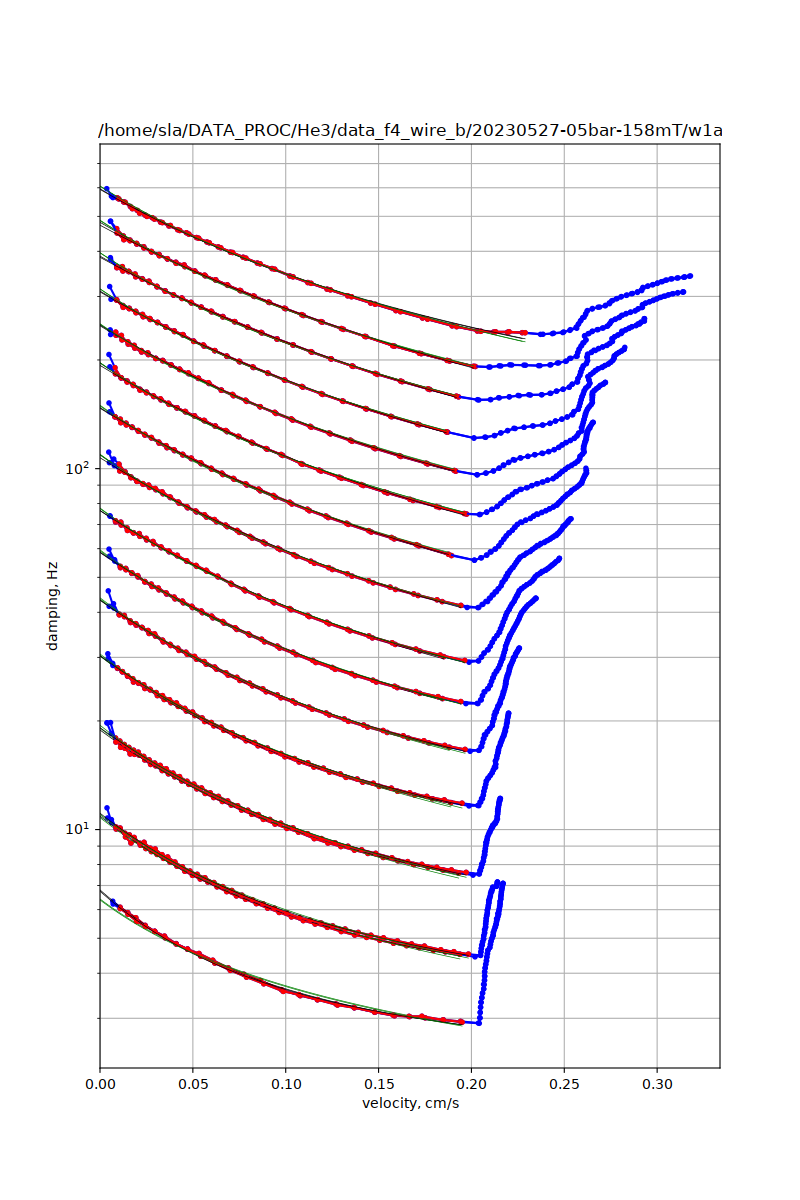 /home/sla/DATA_PROC/He3/data_f4_wire_b/20230527-05bar-158mT/w1a
10²
10¹
damping, Hz
0.00 0.05 0.10 0.15 0.20 0.25 0.30
velocity, cm/s